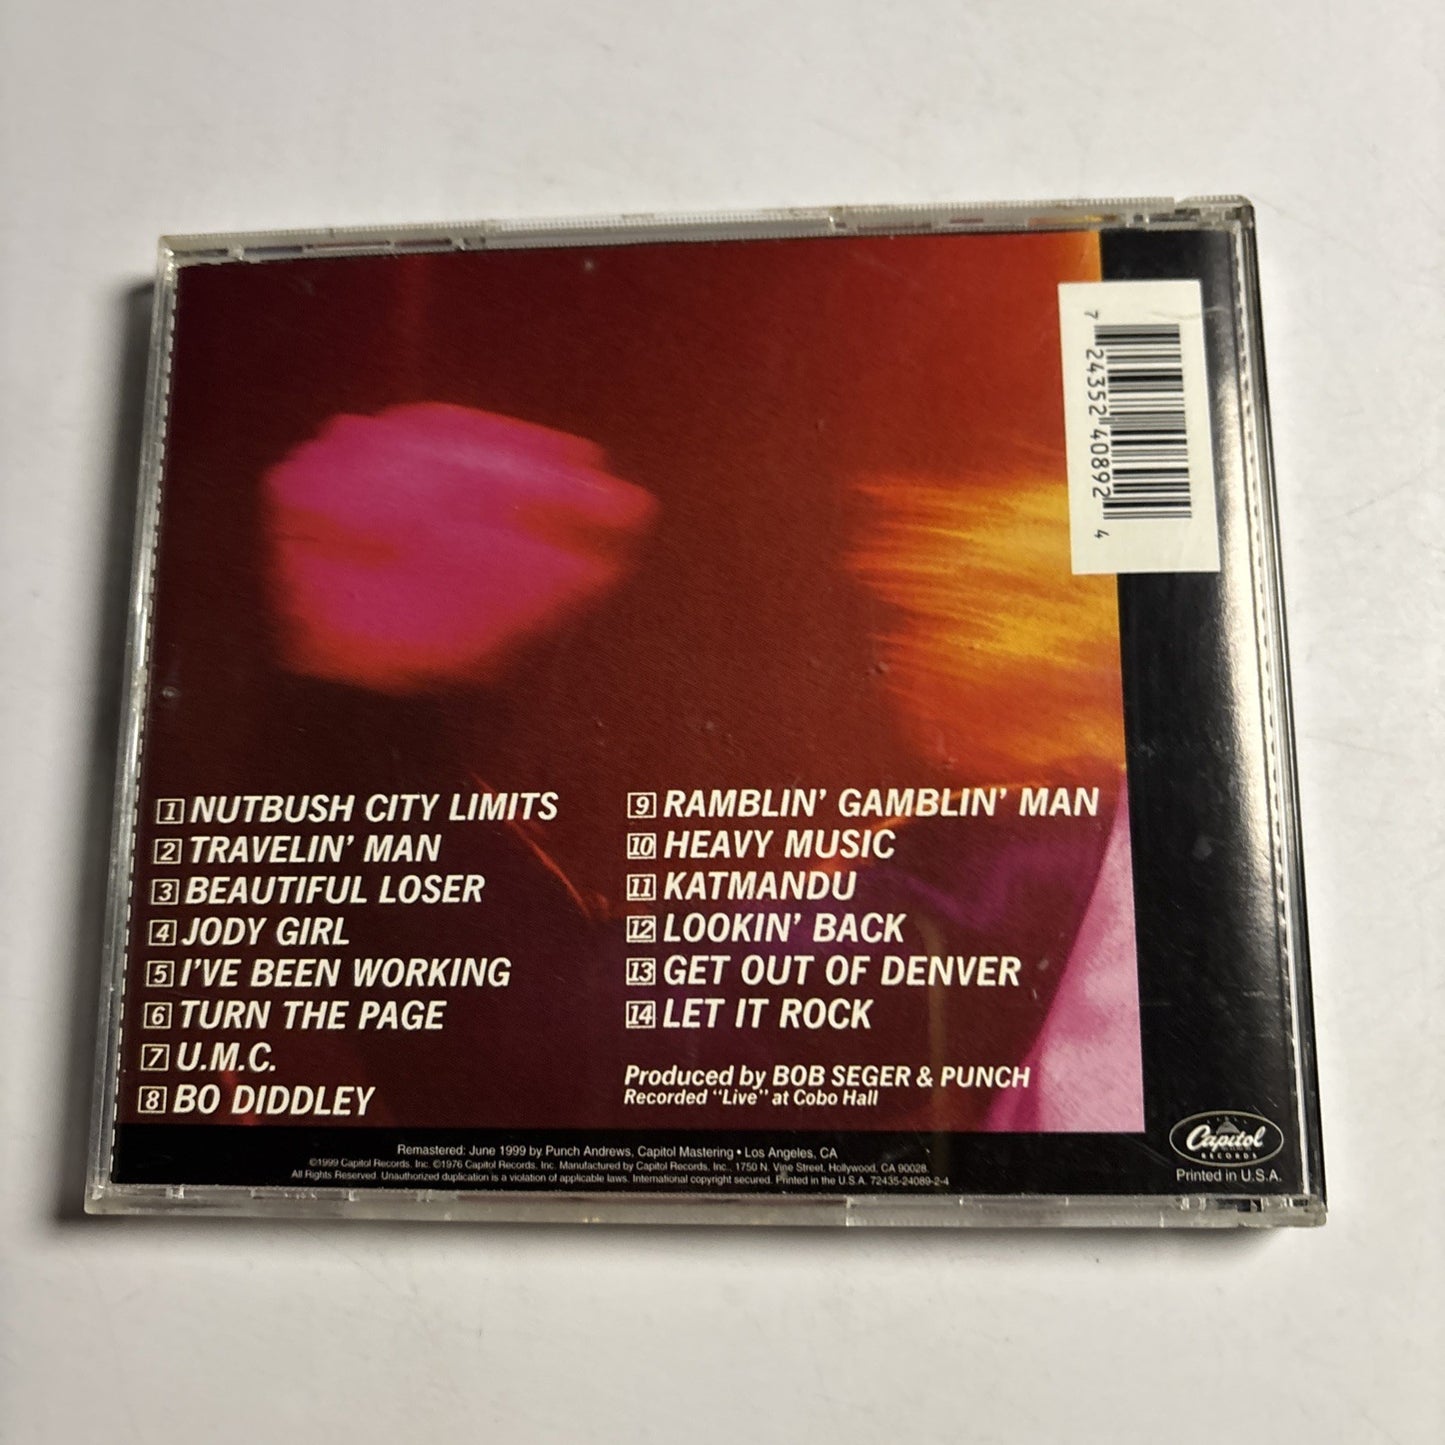 7 24352 40892 4
1 NUTBUSH CITY LIMITS
2 TRAVELIN' MAN
3 BEAUTIFUL LOSER
4 JODY GIRL
5 I'VE BEEN WORKING
6 TURN THE PAGE
7 U.M.C.
8 BO DIDDLEY
9 RAMBLIN' GAMBLIN' MAN
10 HEAVY MUSIC
11 KATMANDU
12 LOOKIN' BACK
13 GET OUT OF DENVER
14 LET IT ROCK
Produced by BOB SEGER & PUNCH
Recorded "Live" at Cobo Hall
Remastered: June 1999 by Punch Andrews, Capitol Mastering • Los Angeles, CA
©1999 Capitol Records, Inc. ©1976 Capitol Records, Inc. Manufactured by Capitol Records, Inc., 1750 N. Vine Street, Hollywood, CA 90028.
All Rights Reserved. Unauthorized duplication is a violation of applicable laws. International copyright secured. Printed in the U.S.A. 72435-24089-2-4
Capitol
RECORDS
Printed in U.S.A.